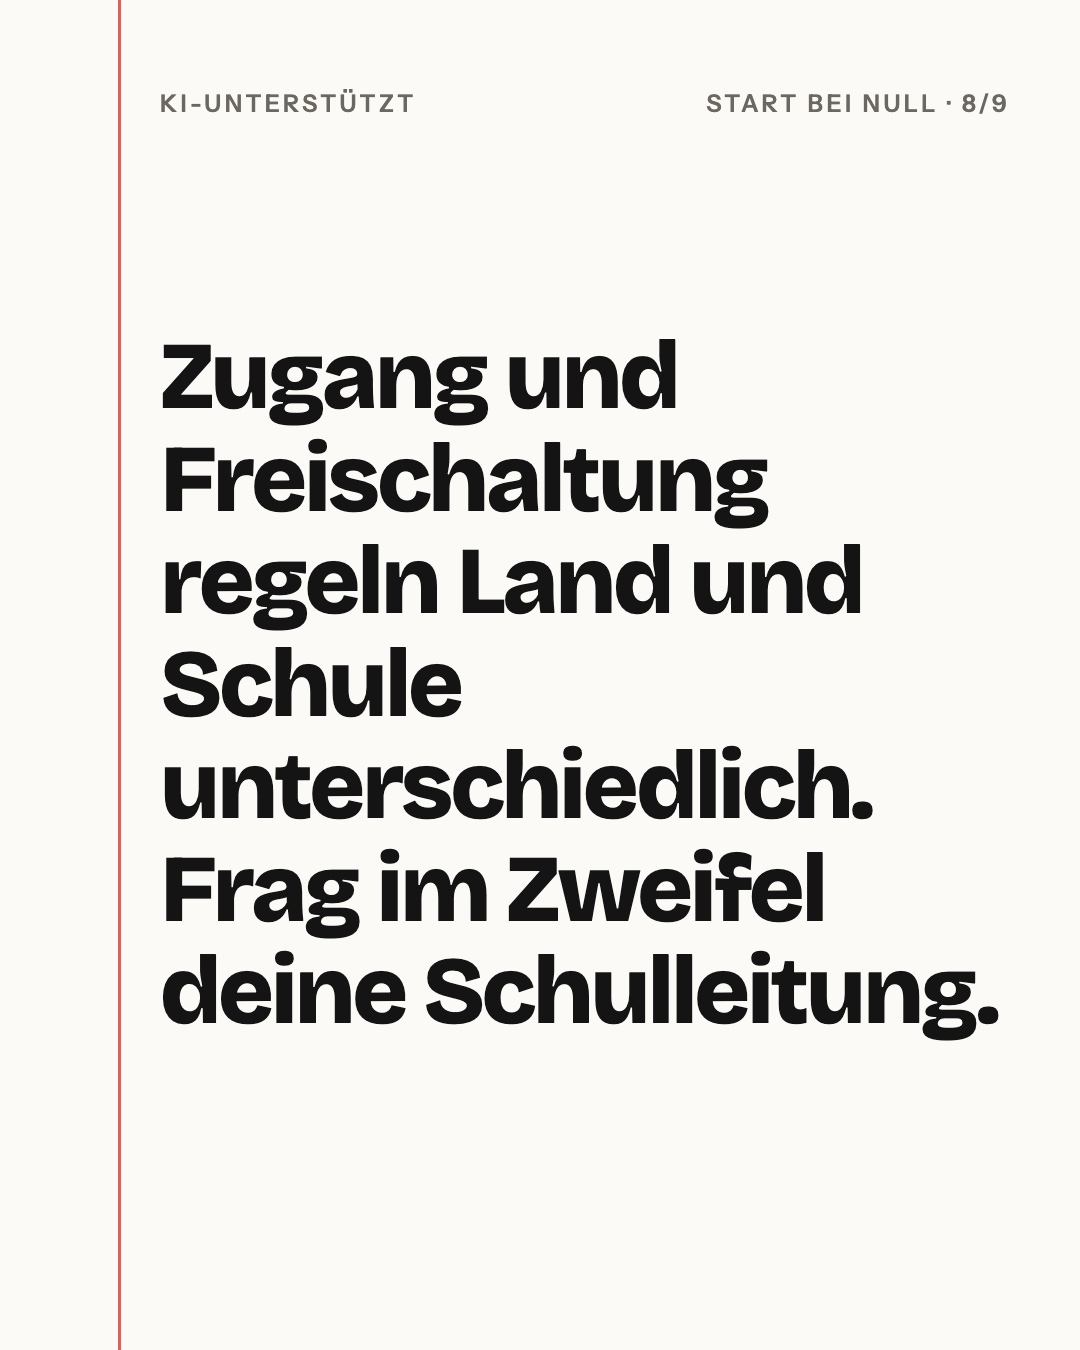 KI-UNTERSTÜTZT
START BEI NULL · 8/9
Zugang und
Freischaltung
regeln Land und
Schule
unterschiedlich.
Frag im Zweifel
deine Schulleitung.